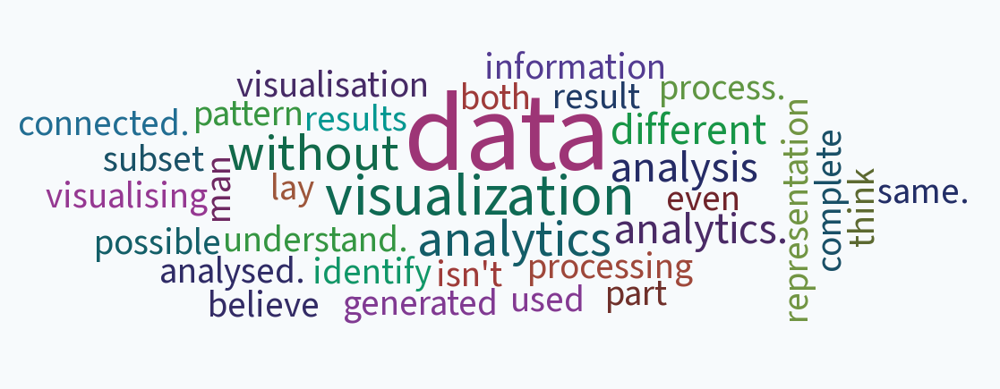 information
visualisation
both
result
process.
connected.
pattern
results
data
different
subset
without
analysis
visualising
man
lay
visualization
even
representation
complete
think
same.
possible
understand.
analytics
analytics.
analysed.
identify
isn't
processing
believe
generated
used
part